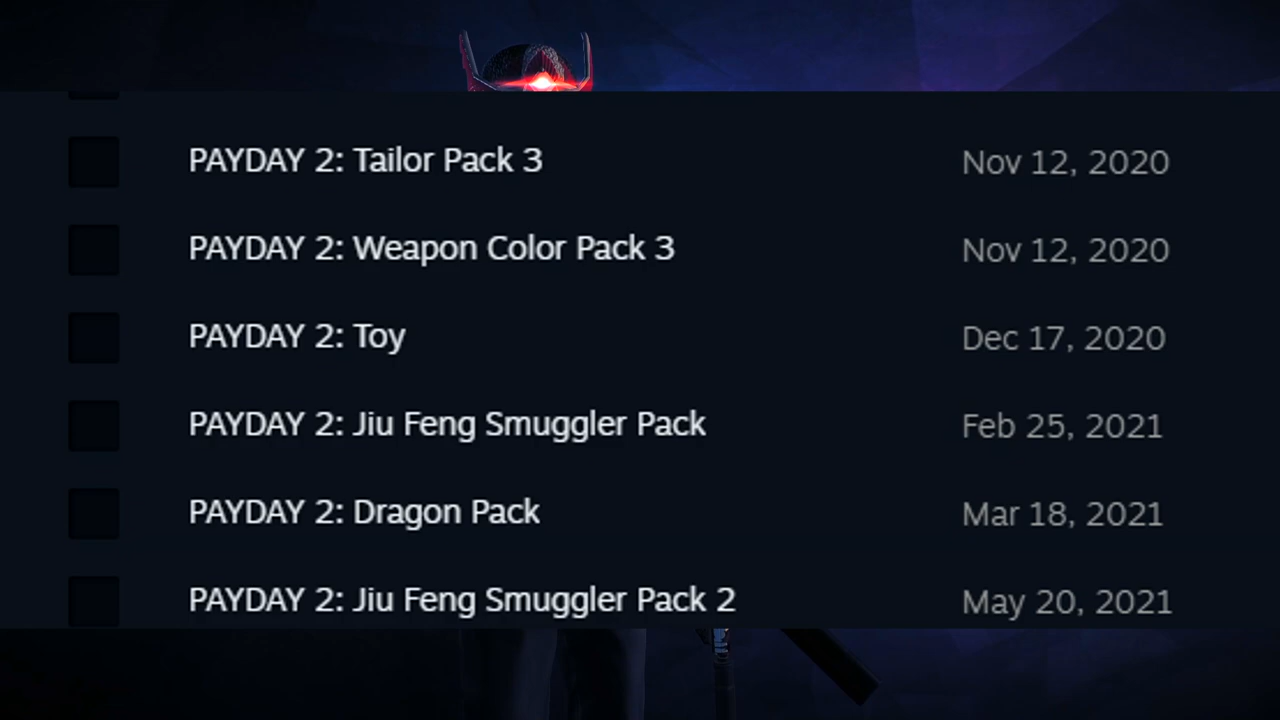 PAYDAY 2: Tailor Pack 3 Nov 12, 2020
PAYDAY 2: Weapon Color Pack 3 Nov 12, 2020
PAYDAY 2: Toy Dec 17, 2020
PAYDAY 2: Jiu Feng Smuggler Pack Feb 25, 2021
PAYDAY 2: Dragon Pack Mar 18, 2021
PAYDAY 2: Jiu Feng Smuggler Pack 2 May 20, 2021